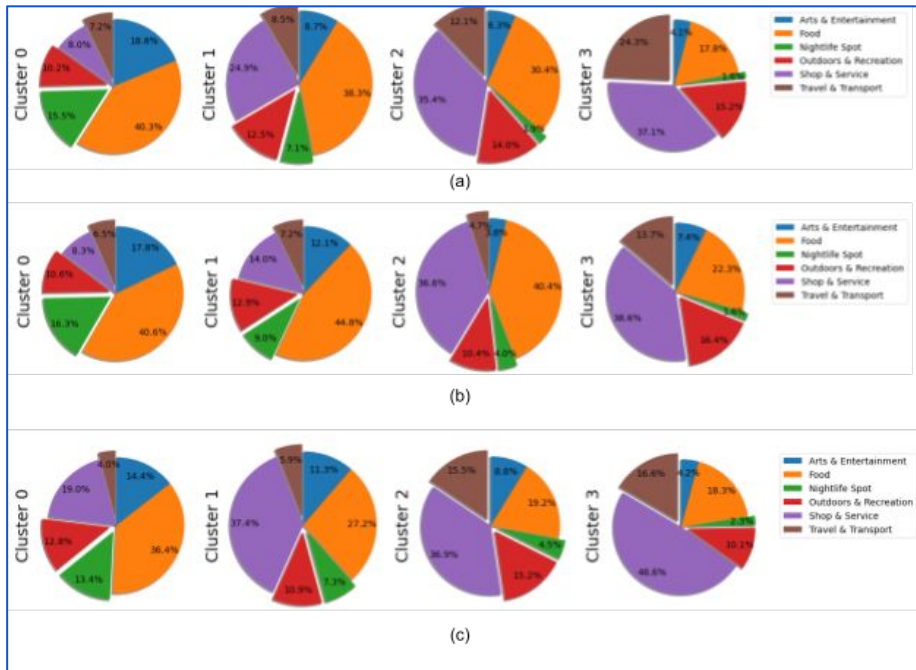 Cluster 0
7.2%
18.8%
8.0%
10.2%
15.5%
40.3%
Cluster 1
8.5%
8.7%
24.9%
38.3%
12.5%
7.1%
Cluster 2
12.1%
6.3%
30.4%
35.4%
14.0%
Cluster 3
24.3%
4.1%
17.8%
1.6%
15.2%
37.1%
Arts & Entertainment
Food
Nightlife Spot
Outdoors & Recreation
Shop & Service
Travel & Transport
(a)
Cluster 0
6.5%
17.8%
8.3%
10.6%
16.3%
40.6%
Cluster 1
7.2%
12.1%
14.0%
12.9%
9.0%
44.8%
Cluster 2
4.7%
3.8%
36.8%
40.4%
10.4%
4.0%
Cluster 3
13.7%
7.4%
22.3%
1.6%
16.4%
38.6%
Arts & Entertainment
Food
Nightlife Spot
Outdoors & Recreation
Shop & Service
Travel & Transport
(b)
Cluster 0
4.0%
14.4%
19.0%
12.8%
13.4%
36.4%
Cluster 1
5.9%
11.3%
37.4%
27.2%
10.9%
7.3%
Cluster 2
15.5%
8.8%
19.2%
4.5%
15.2%
36.9%
Cluster 3
16.6%
4.2%
18.3%
2.3%
10.1%
Arts & Entertainment
Food
Nightlife Spot
Outdoors & Recreation
Shop & Service
Travel & Transport
(c)